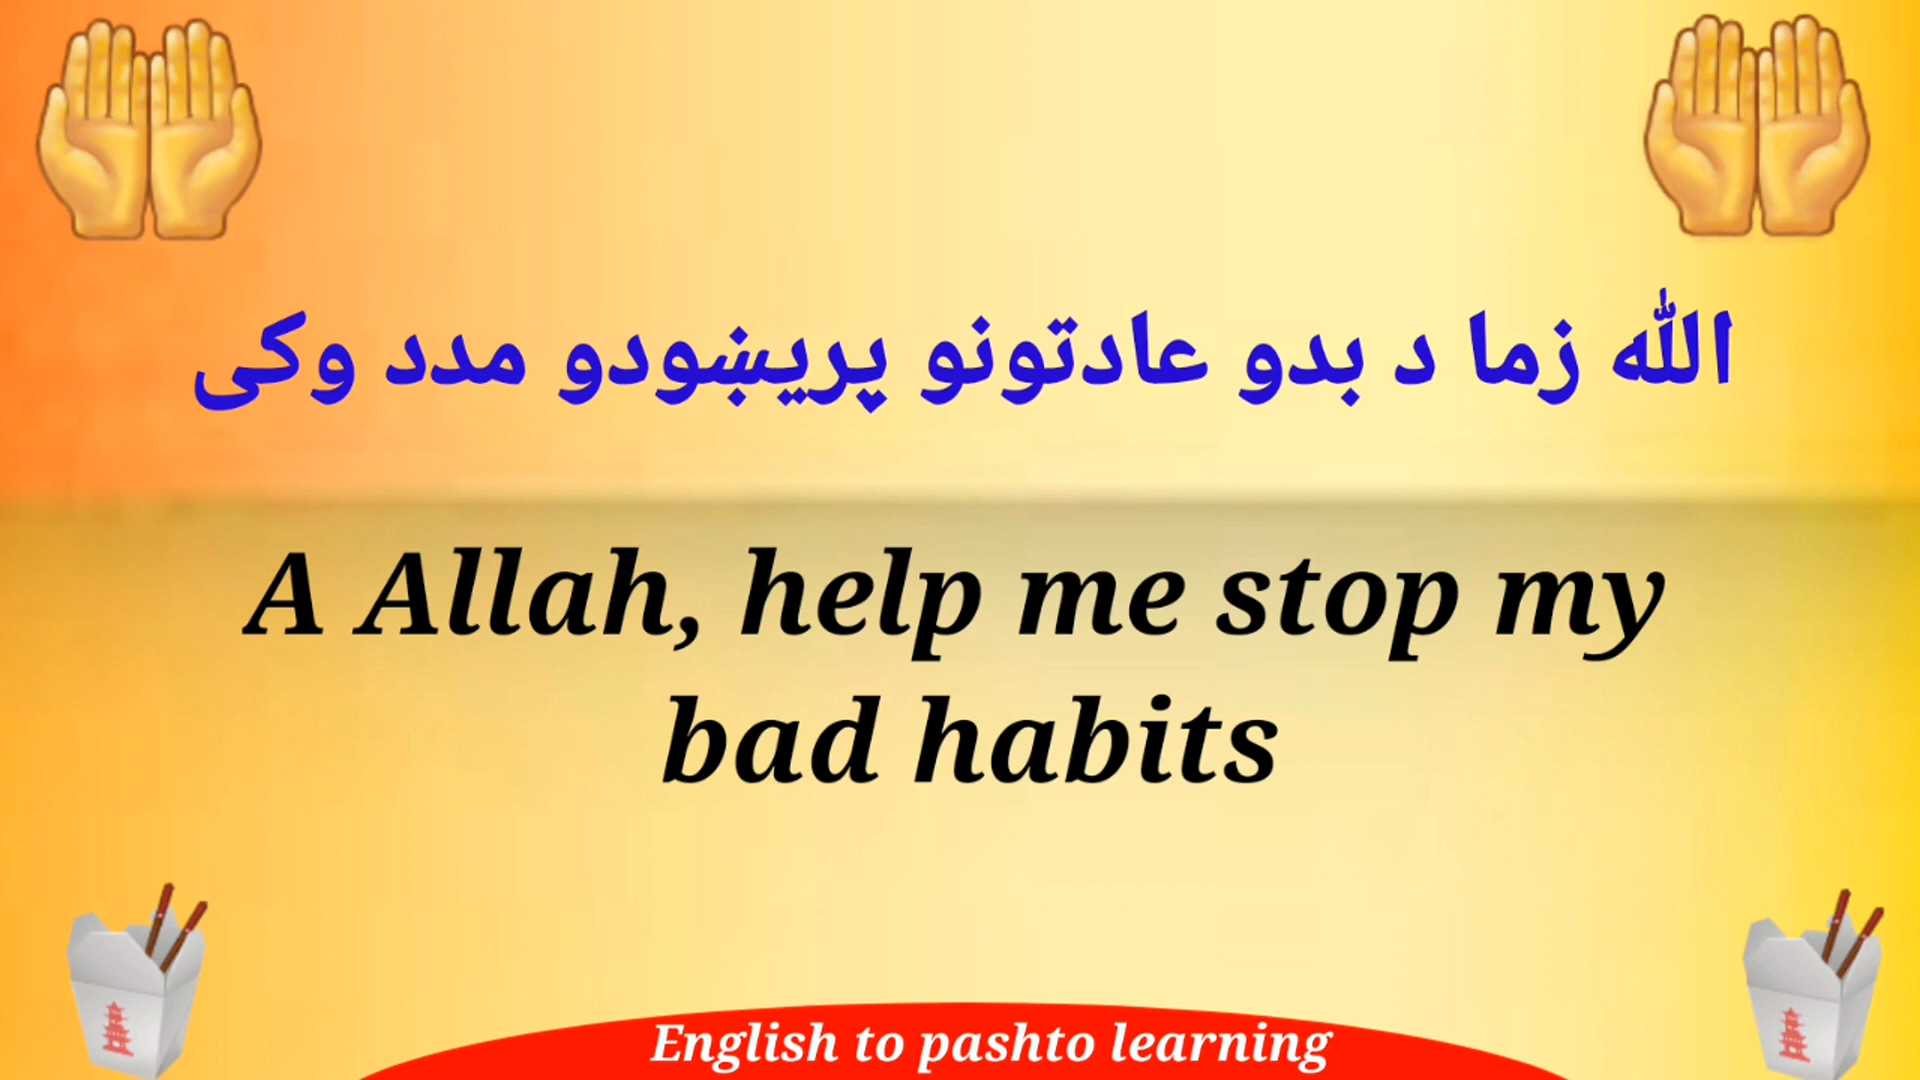 الله زما د بدو عادتونو پریښودو مدد وکی
A Allah, help me stop my
bad habits
English to pashto learning